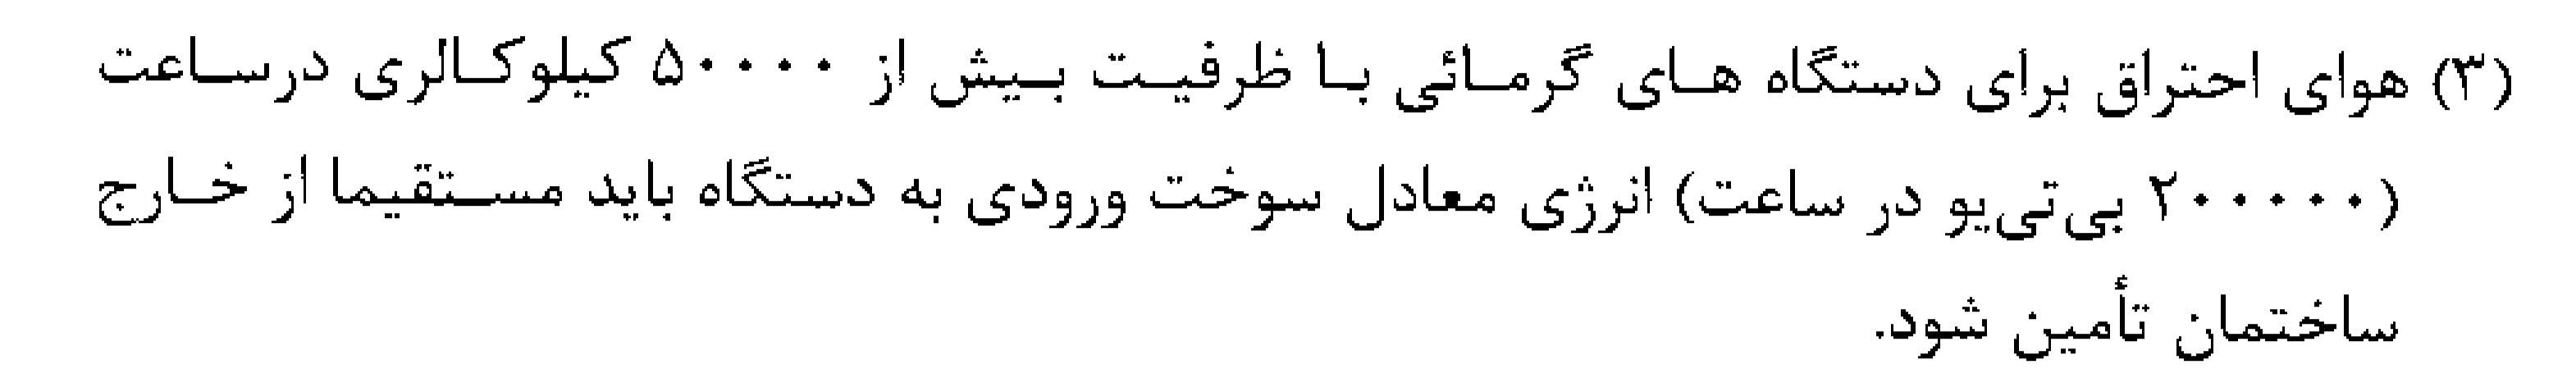 (۳) هوای احتراق برای دستگاه های گرمائی با ظرفیت بیش از ۵۰۰۰۰ کیلوکالری درساعت
(۲۰۰۰۰۰ بی‌تی‌یو در ساعت) انرژی معادل سوخت ورودی به دستگاه باید مستقیما از خارج
ساختمان تأمین شود.